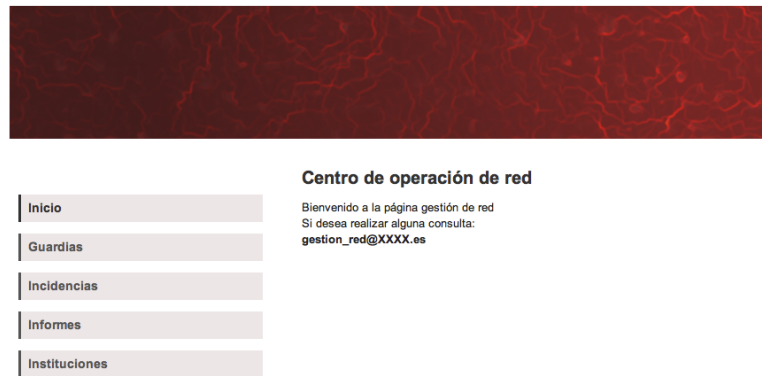 Centro de operación de red
Bienvenido a la página gestión de red
Si desea realizar alguna consulta:
gestion_red@XXXX.es
Inicio
Guardias
Incidencias
Informes
Instituciones